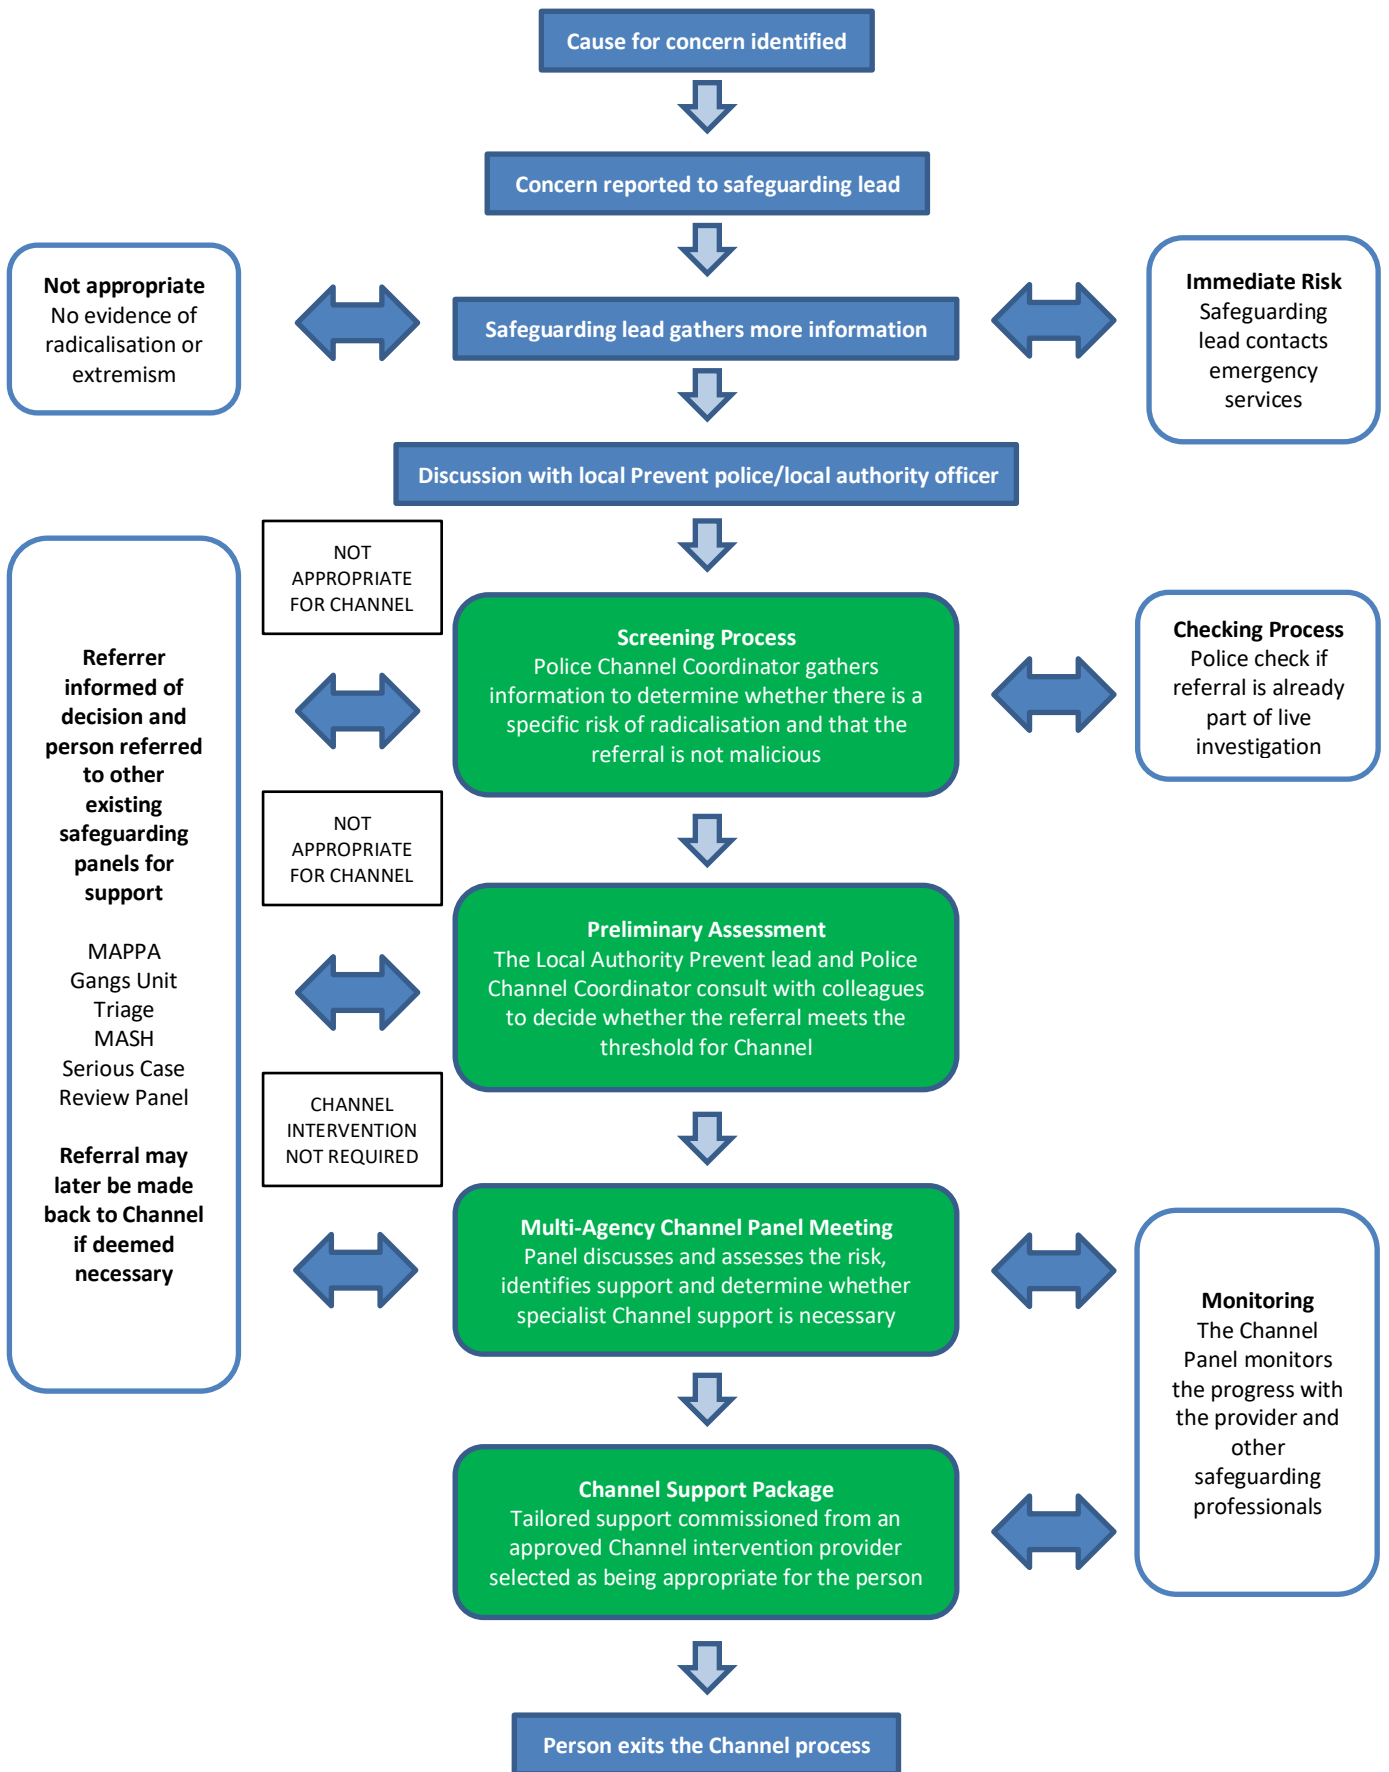 Cause for concern identified
Concern reported to safeguarding lead
Not appropriate
No evidence of
radicalisation or
extremism
Safeguarding lead gathers more information
Immediate Risk
Safeguarding
lead contacts
emergency
services
Discussion with local Prevent police/local authority officer
Referrer
informed of
decision and
person referred
to other
existing
safeguarding
panels for
support
MAPPA
Gangs Unit
Triage
MASH
Serious Case
Review Panel
Referral may
later be made
back to Channel
if deemed
necessary
NOT
APPROPRIATE
FOR CHANNEL
Screening Process
Police Channel Coordinator gathers
information to determine whether there is a
specific risk of radicalisation and that the
referral is not malicious
Checking Process
Police check if
referral is already
part of live
investigation
NOT
APPROPRIATE
FOR CHANNEL
Preliminary Assessment
The Local Authority Prevent lead and Police
Channel Coordinator consult with colleagues
to decide whether the referral meets the
threshold for Channel
CHANNEL
INTERVENTION
NOT REQUIRED
Multi-Agency Channel Panel Meeting
Panel discusses and assesses the risk,
identifies support and determine whether
specialist Channel support is necessary
Monitoring
The Channel
Panel monitors
the progress with
the provider and
other
safeguarding
professionals
Channel Support Package
Tailored support commissioned from an
approved Channel intervention provider
selected as being appropriate for the person
Person exits the Channel process